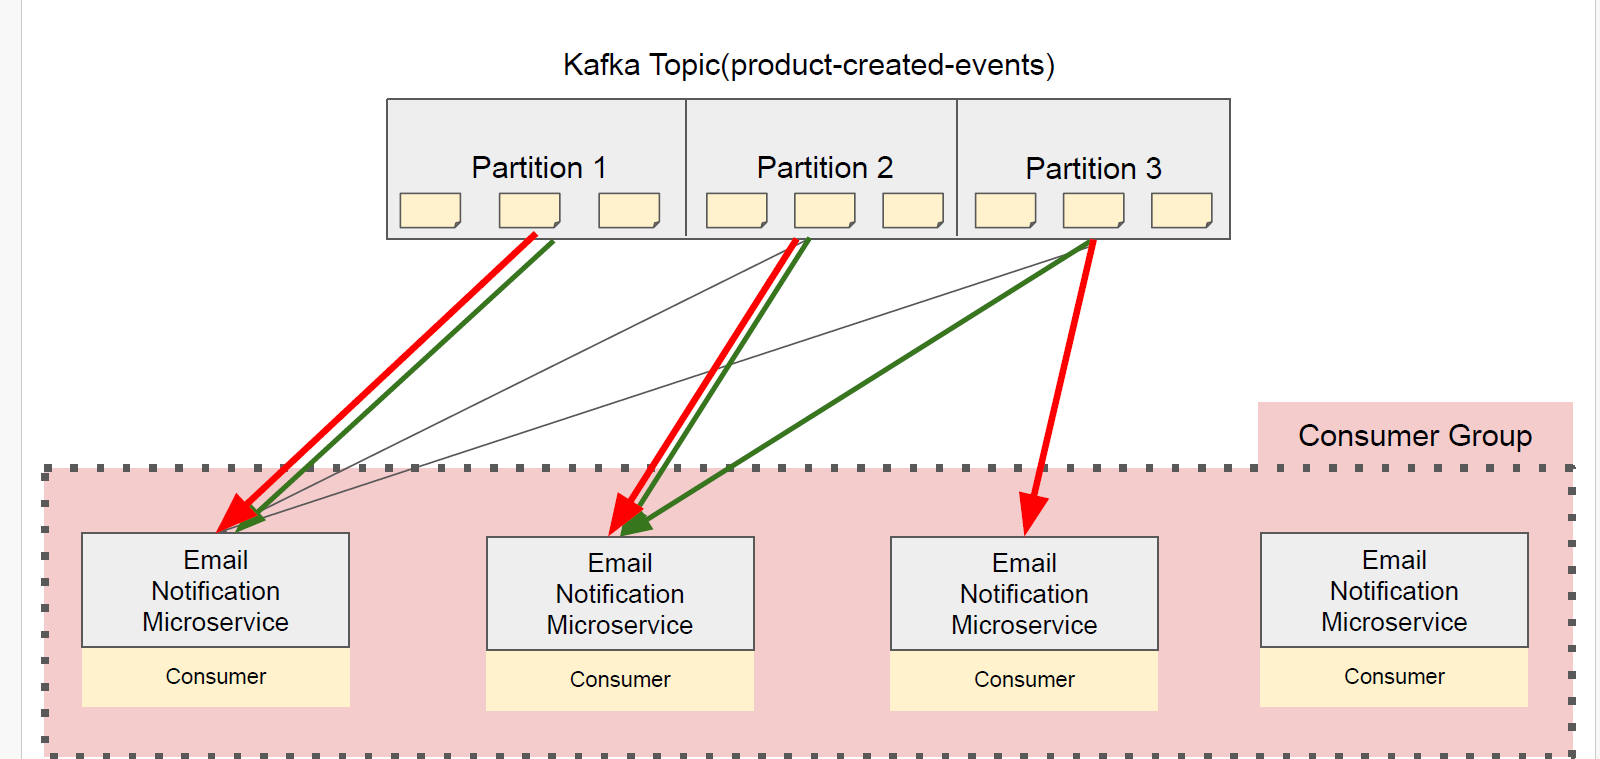 Kafka Topic(product-created-events)
Partition 1
Partition 2
Partition 3
Consumer Group
Email
Notification
Microservice
Consumer
Email
Notification
Microservice
Consumer
Email
Notification
Microservice
Consumer
Email
Notification
Microservice
Consumer